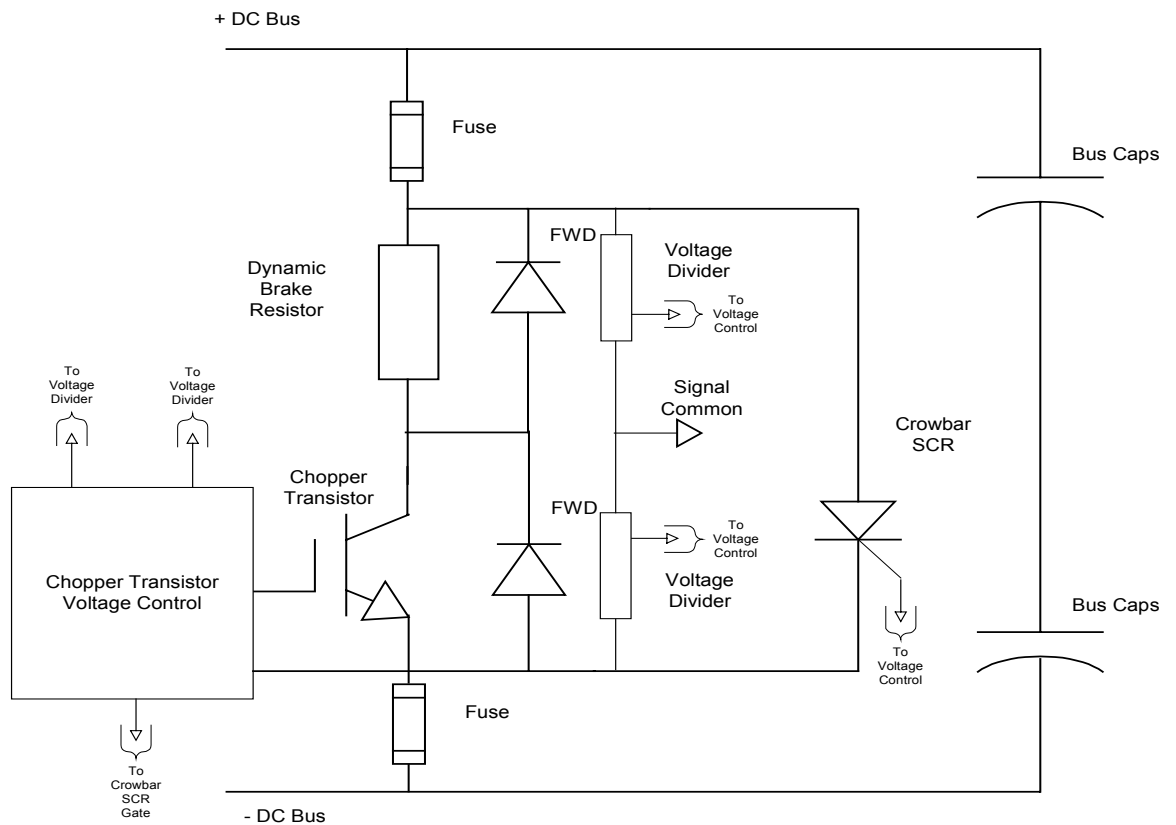 + DC Bus
Fuse
Bus Caps
FWD
Voltage
Divider
To
Voltage
Control
Dynamic
Brake
Resistor
To
Voltage
Divider
To
Voltage
Divider
Signal
Common
Crowbar
SCR
Chopper
Transistor
FWD
To
Voltage
Control
Voltage
Divider
Chopper Transistor
Voltage Control
Bus Caps
To
Voltage
Control
Fuse
To
Crowbar
SCR
Gate
- DC Bus